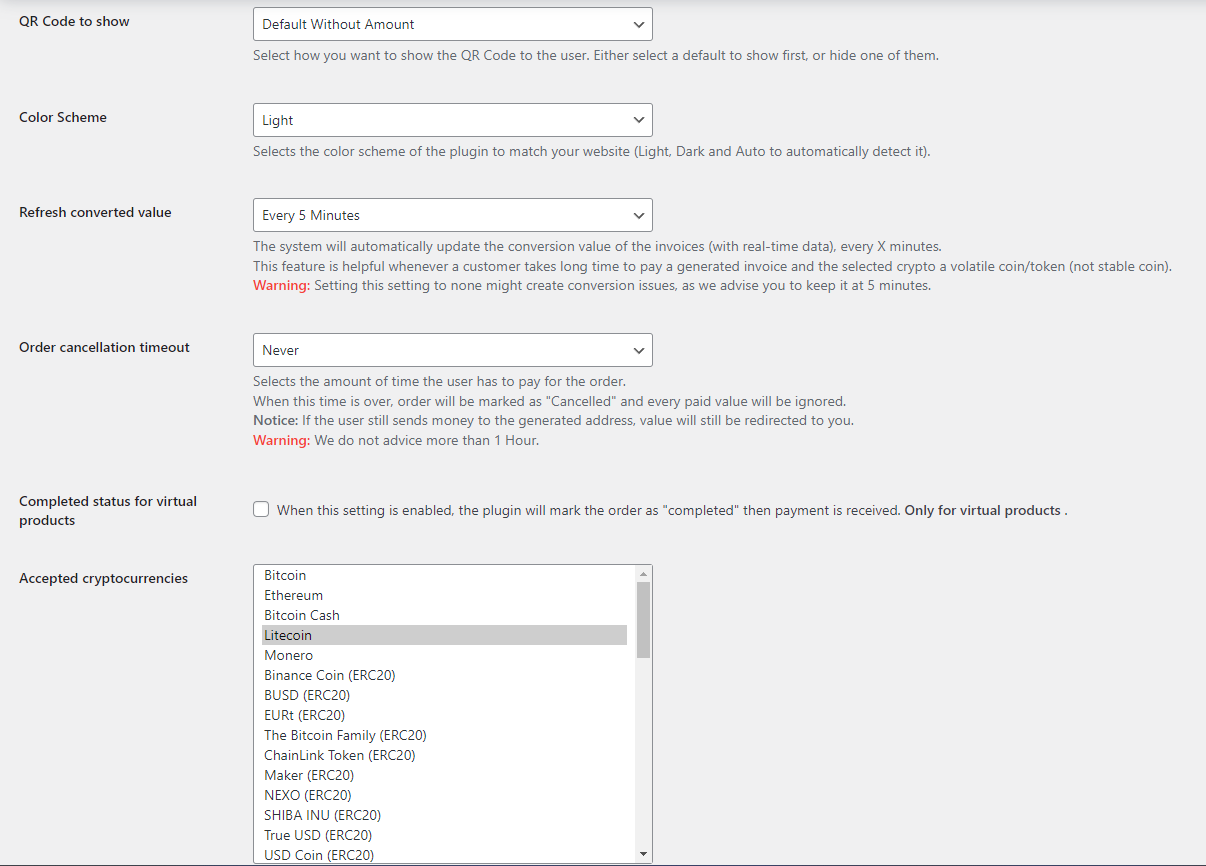 QR Code to show
Default Without Amount
Select how you want to show the QR Code to the user. Either select a default to show first, or hide one of them.
Color Scheme
Light
Selects the color scheme of the plugin to match your website (Light, Dark and Auto to automatically detect it).
Refresh converted value
Every 5 Minutes
The system will automatically update the conversion value of the invoices (with real-time data), every X minutes.
This feature is helpful whenever a customer takes long time to pay a generated invoice and the selected crypto a volatile coin/token (not stable coin).
Warning: Setting this setting to none might create conversion issues, as we advise you to keep it at 5 minutes.
Order cancellation timeout
Never
Selects the amount of time the user has to pay for the order.
When this time is over, order will be marked as "Cancelled" and every paid value will be ignored.
Notice: If the user still sends money to the generated address, value will still be redirected to you.
Warning: We do not advice more than 1 Hour.
Completed status for virtual
products
When this setting is enabled, the plugin will mark the order as "completed" then payment is received. Only for virtual products .
Accepted cryptocurrencies
Bitcoin
Ethereum
Bitcoin Cash
Litecoin
Monero
Binance Coin (ERC20)
BUSD (ERC20)
EURt (ERC20)
The Bitcoin Family (ERC20)
ChainLink Token (ERC20)
Maker (ERC20)
NEXO (ERC20)
SHIBA INU (ERC20)
True USD (ERC20)
USD Coin (ERC20)